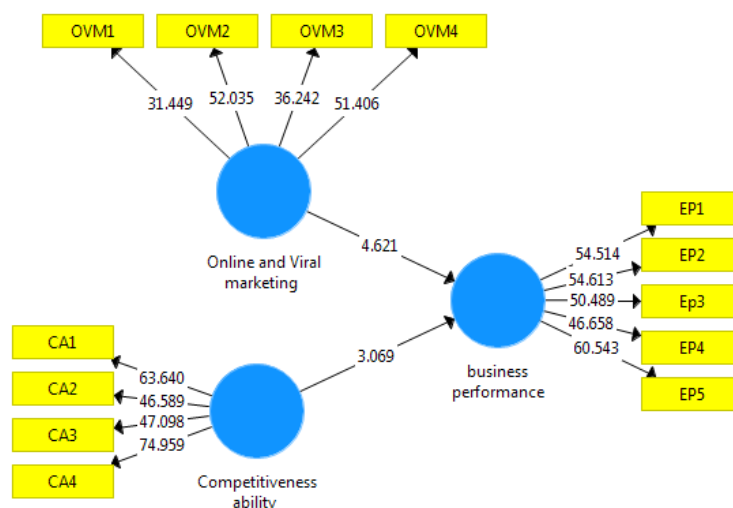 OVM1
OVM2
OVM3
OVM4
31.449
52.035
36.242
51.406
Online and Viral
marketing
4.621
EP1
EP2
Ep3
EP4
EP5
54.514
54.613
50.489
46.658
60.543
business
performance
3.069
CA1
CA2
CA3
CA4
63.640
46.589
47.098
74.959
Competitiveness
ability